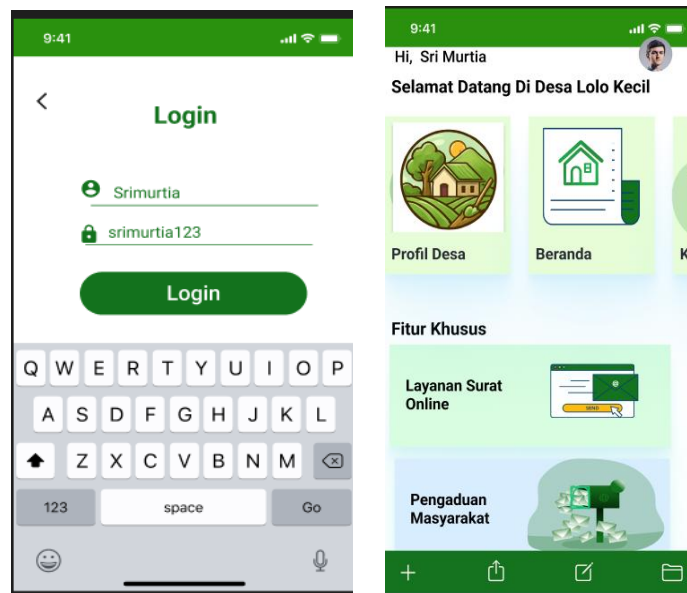 9:41
Login
Srimurtia
srimurtia123
Login
Q W E R T Y U I O P
A S D F G H J K L
Z X C V B N M
123 space Go
9:41
Hi, Sri Murtia
Selamat Datang Di Desa Lolo Kecil
Profil Desa
Beranda
K
Fitur Khusus
Layanan Surat
Online
SEND
Pengaduan
Masyarakat